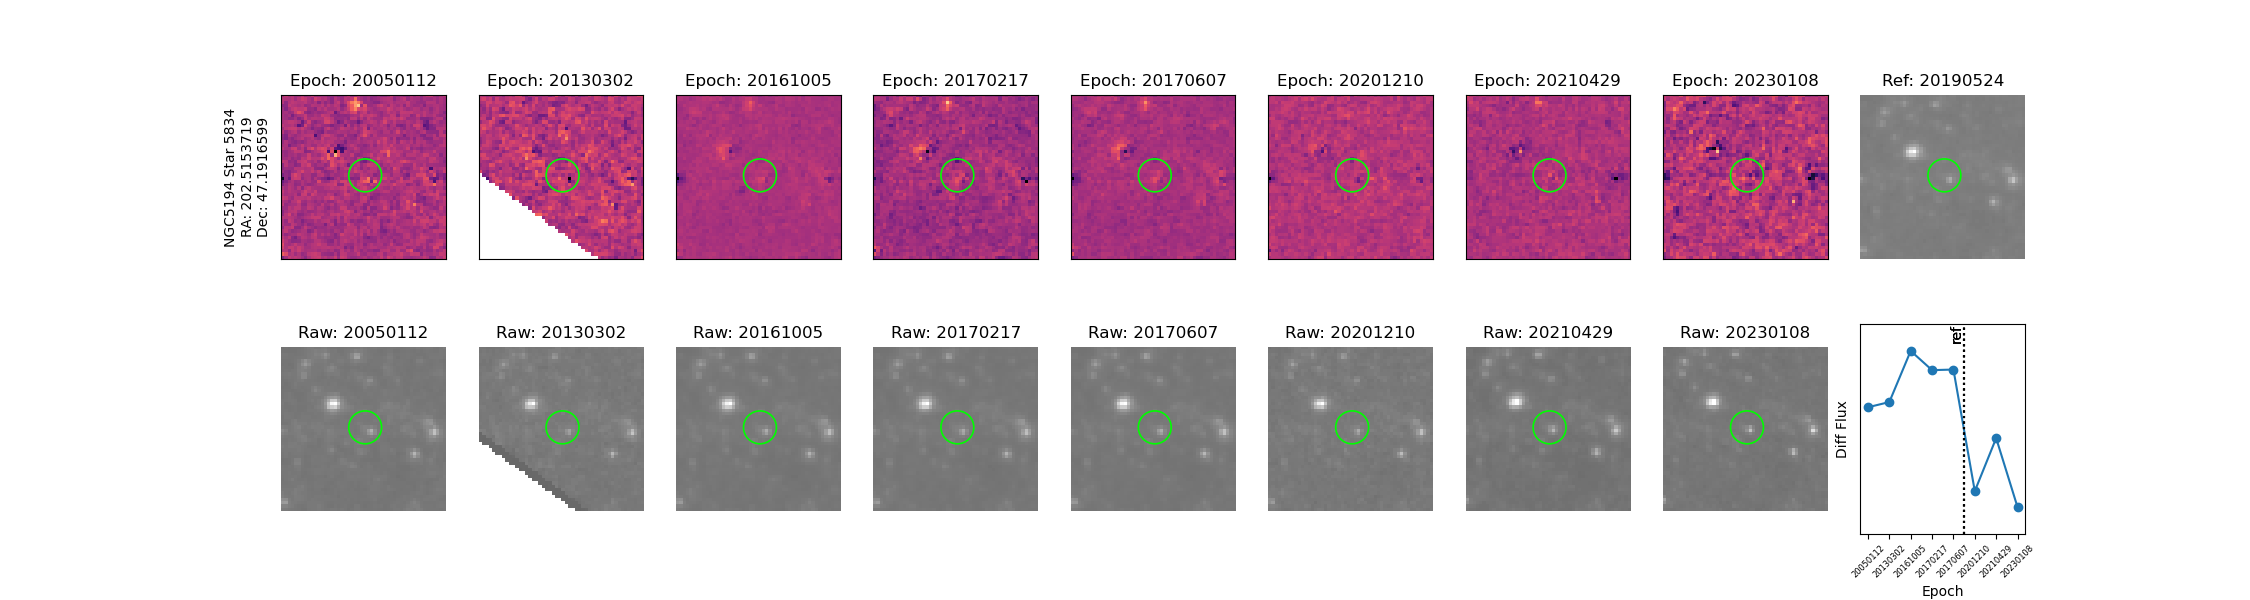 NGC5194 Star 5834
RA: 202.5153719
Dec: 47.1916599
Epoch: 20050112
Epoch: 20130302
Epoch: 20161005
Epoch: 20170217
Epoch: 20170607
Epoch: 20201210
Epoch: 20210429
Epoch: 20230108
Ref: 20190524
Raw: 20050112
Raw: 20130302
Raw: 20161005
Raw: 20170217
Raw: 20170607
Raw: 20201210
Raw: 20210429
Raw: 20230108
ref
Diff Flux
20050112
20130302
20161005
20170217
20170607
20201210
20210429
20230108
Epoch